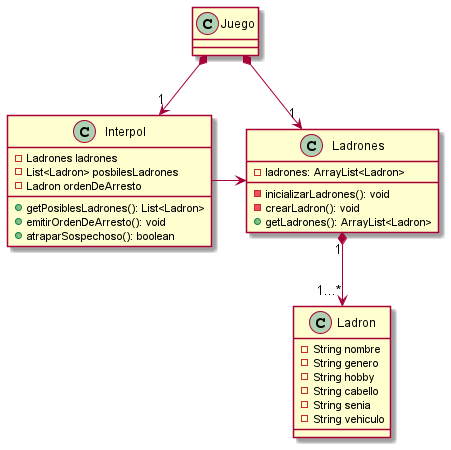 C Juego
1
1
C Interpol
Ladrones ladrones
List<Ladron> posbilesLadrones
Ladron ordenDeArresto
getPosiblesLadrones(): List<Ladron>
emitirOrdenDeArresto(): void
atraparSospechoso(): boolean
C Ladrones
ladrones: ArrayList<Ladron>
inicializarLadrones(): void
crearLadron(): void
getLadrones(): ArrayList<Ladron>
1
1...*
C Ladron
String nombre
String genero
String hobby
String cabello
String senia
String vehiculo